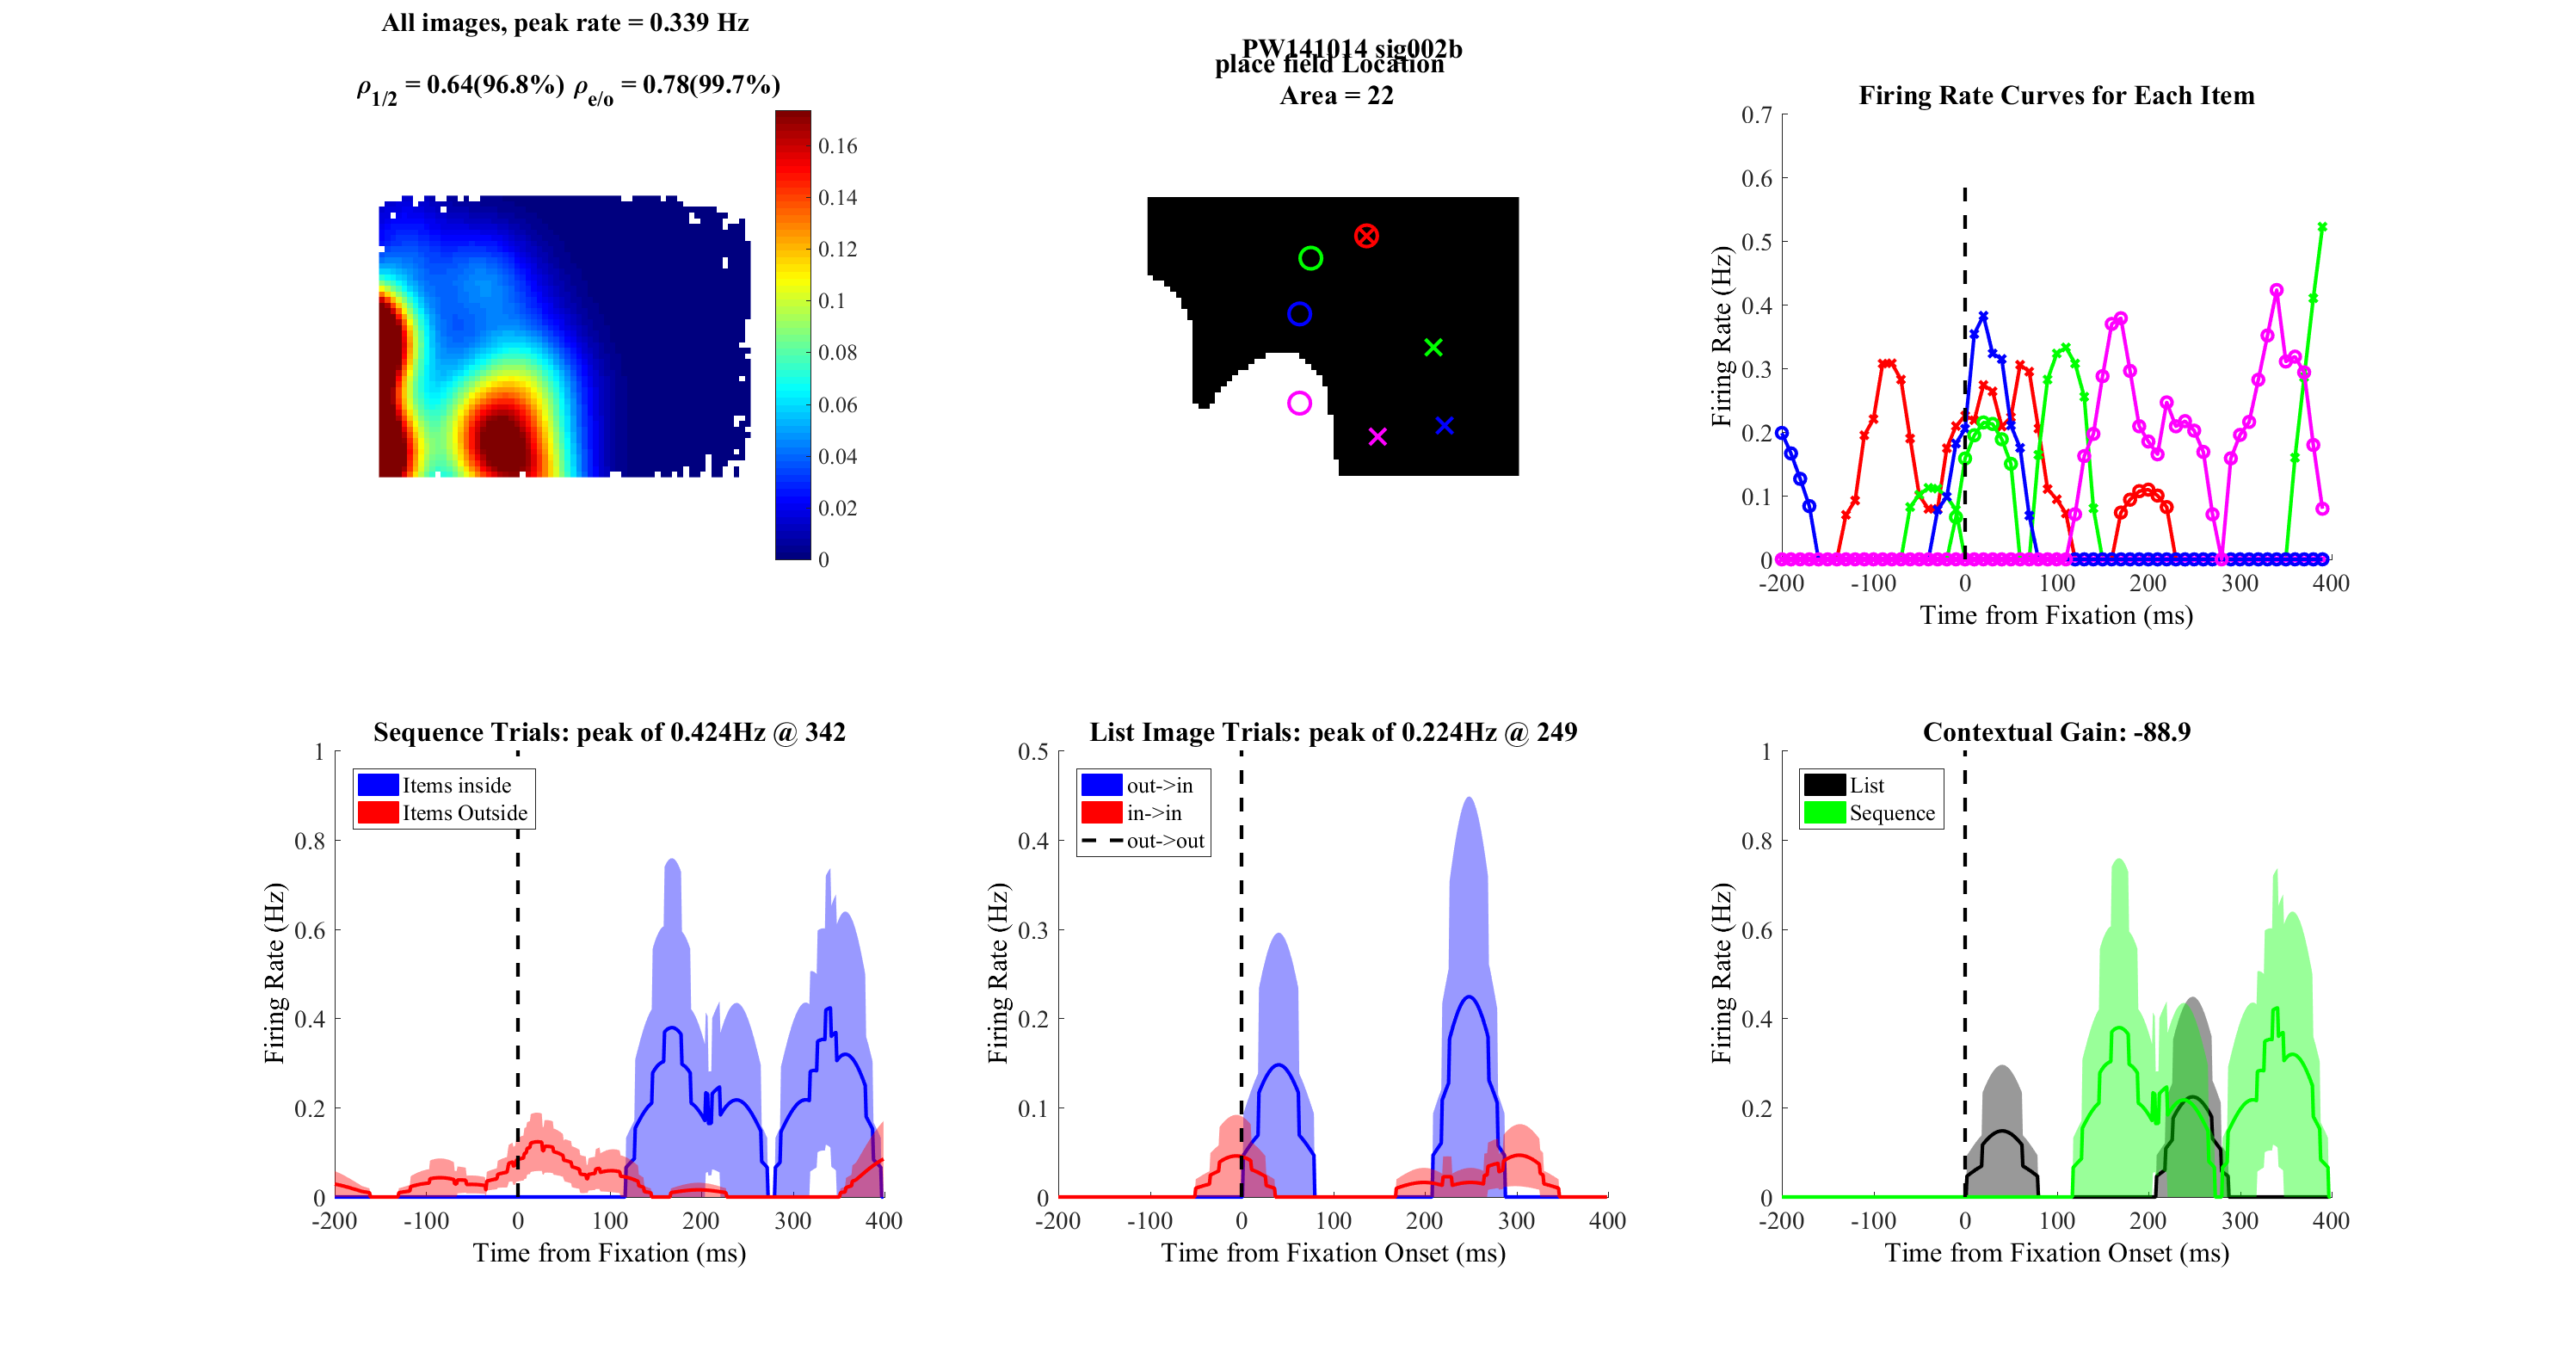 All images, peak rate = 0.339 Hz
ρ1/2 = 0.64(96.8%) ρe/o = 0.78(99.7%)
0.16
0.14
0.12
0.1
0.08
0.06
0.04
0.02
0
PW141014 sig002b
place field Location
Area = 22
Firing Rate Curves for Each Item
Firing Rate (Hz)
0.7
0.6
0.5
0.4
0.3
0.2
0.1
0
-200 -100 0 100 200 300 400
Time from Fixation (ms)
Sequence Trials: peak of 0.424Hz @ 342
Items inside
Items Outside
Firing Rate (Hz)
1
0.8
0.6
0.4
0.2
0
-200 -100 0 100 200 300 400
Time from Fixation (ms)
List Image Trials: peak of 0.224Hz @ 249
out->in
in->in
out->out
Firing Rate (Hz)
0.5
0.4
0.3
0.2
0.1
0
-200 -100 0 100 200 300 400
Time from Fixation Onset (ms)
Contextual Gain: -88.9
List
Sequence
Firing Rate (Hz)
1
0.8
0.6
0.4
0.2
0
-200 -100 0 100 200 300 400
Time from Fixation Onset (ms)